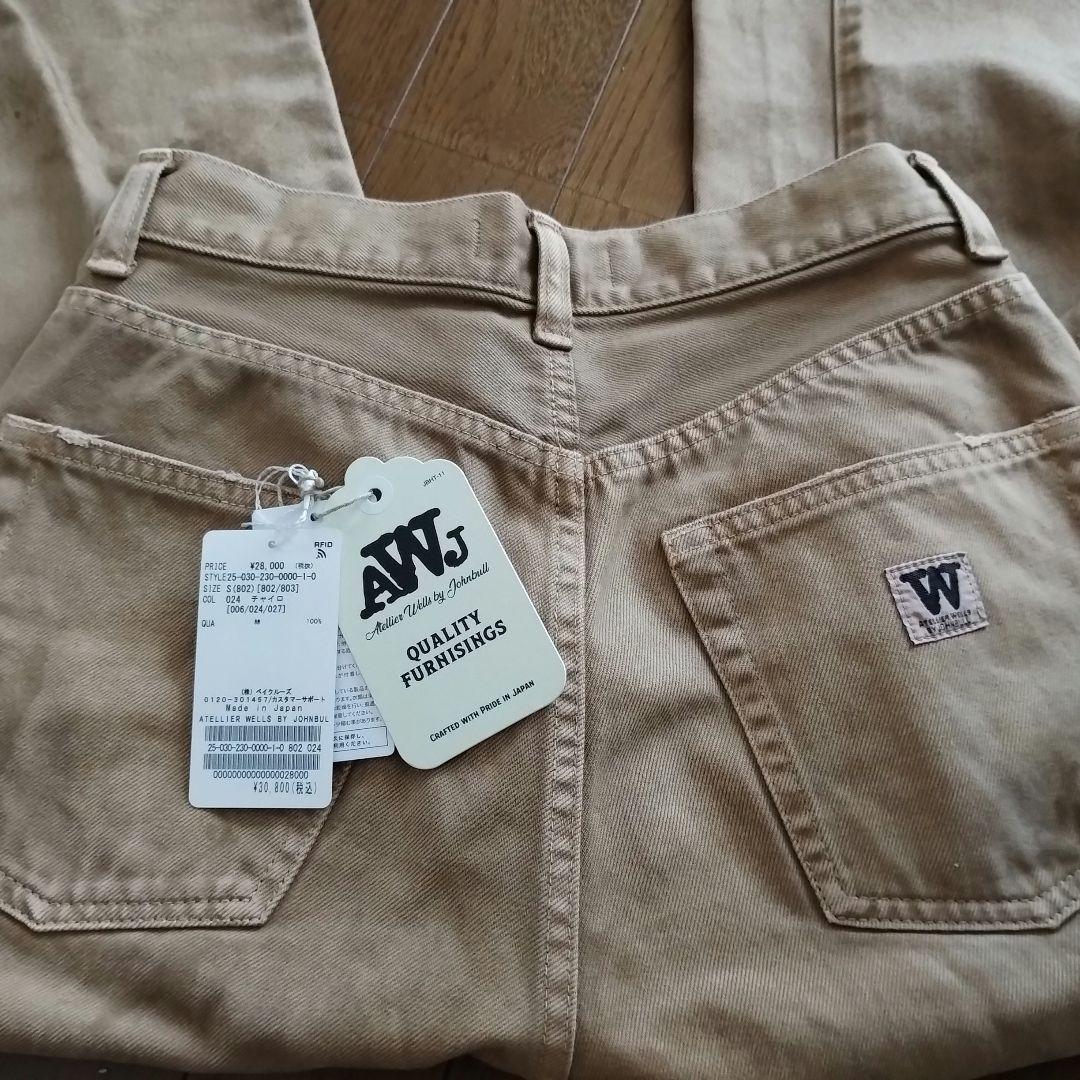 RFID
PRICE ¥28,000 (税抜)
STYLE25-030-230-0000-1-0
SIZE S(802)[802/803]
COL 024 チャイロ
[006/024/027]
QUA 綿 100%
(株)ベイクルーズ
0120-301457/カスタマーサポート
Made in Japan
ATELLIER WELLS BY JOHNBUL
25-030-230-0000-1-0 802 024
00000000000000028000
¥30,800(税込)
JBHT-11
AWJ
Atellier Wells by Johnbull
QUALITY
FURNISINGS
CRAFTED WITH PRIDE IN JAPAN
W
ATELLIER WELLS